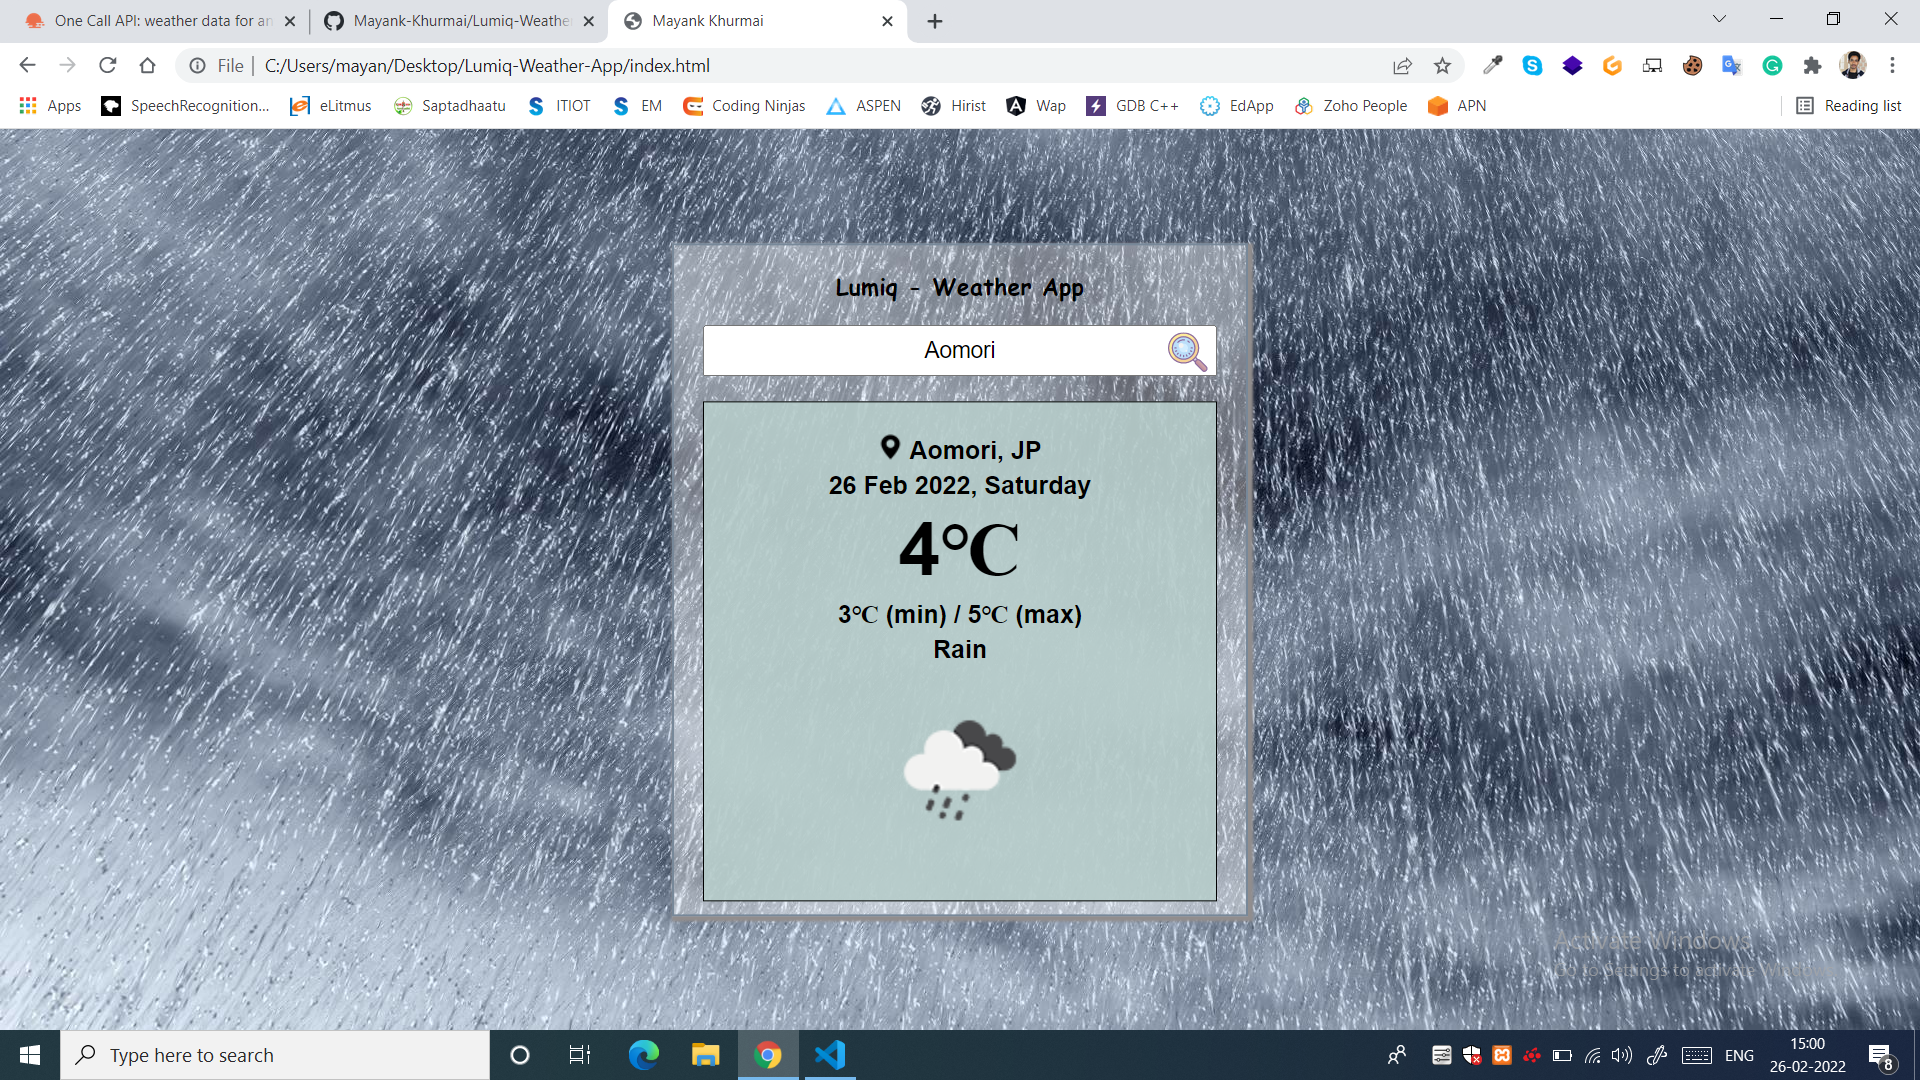 One Call API: weather data for an
Mayank-Khurmai/Lumiq-Weathe
Mayank Khurmai
File
C:/Users/mayan/Desktop/Lumiq-Weather-App/index.html
Apps
SpeechRecognition...
eLitmus
Saptadhaatu
ITIOT
EM
Coding Ninjas
ASPEN
Hirist
Wap
GDB C++
EdApp
Zoho People
APN
Reading list
Lumiq - Weather App
Aomori
Aomori, JP
26 Feb 2022, Saturday
4°C
3°C (min) / 5°C (max)
Rain
Activate Windows
Go to Settings to activate Windows.
Type here to search
ENG
15:00
26-02-2022
8